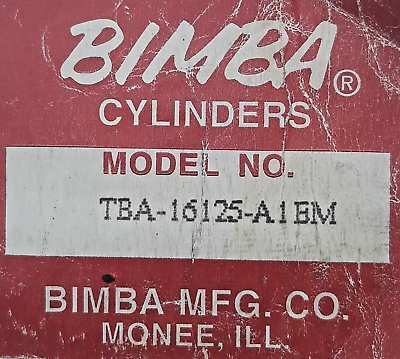 BIMBA®
CYLINDERS
MODEL NO.
TBA-16125-A1BM
BIMBA MFG. CO.
MONEE, ILL.